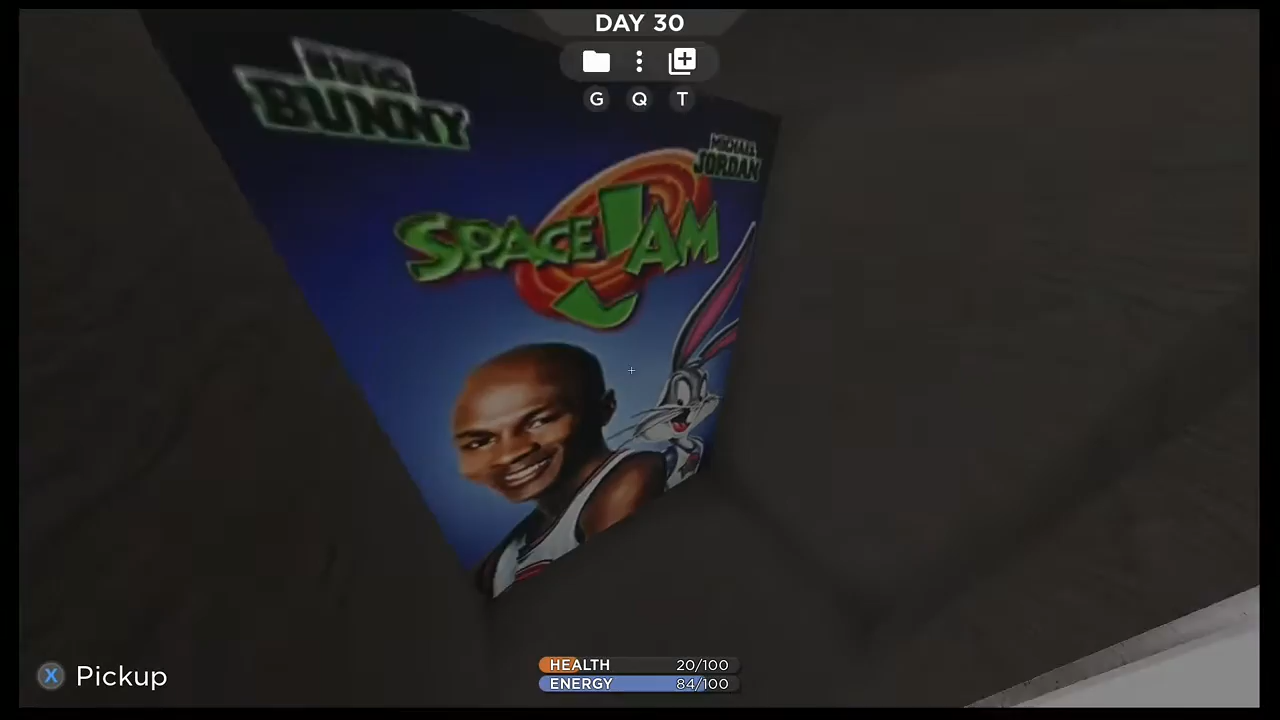 DAY 30
G Q T
BUGS
BUNNY
MICHAEL
JORDAN
SPACE JAM
X Pickup
HEALTH 20/100
ENERGY 84/100